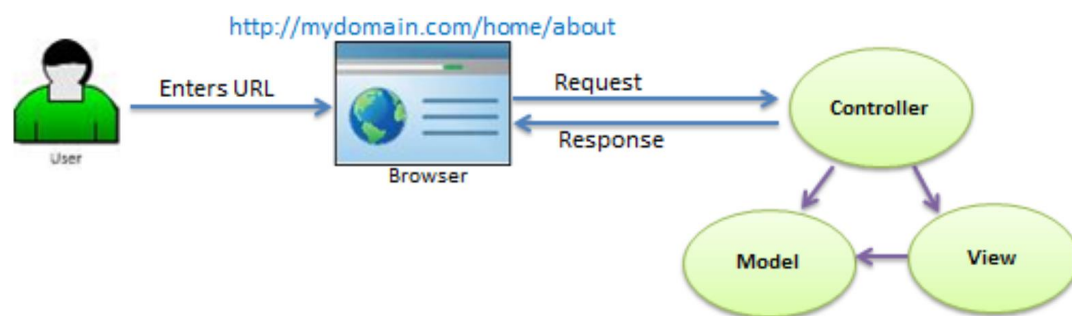 http://mydomain.com/home/about
Enters URL
Request
Response
Controller
User
Browser
Model
View